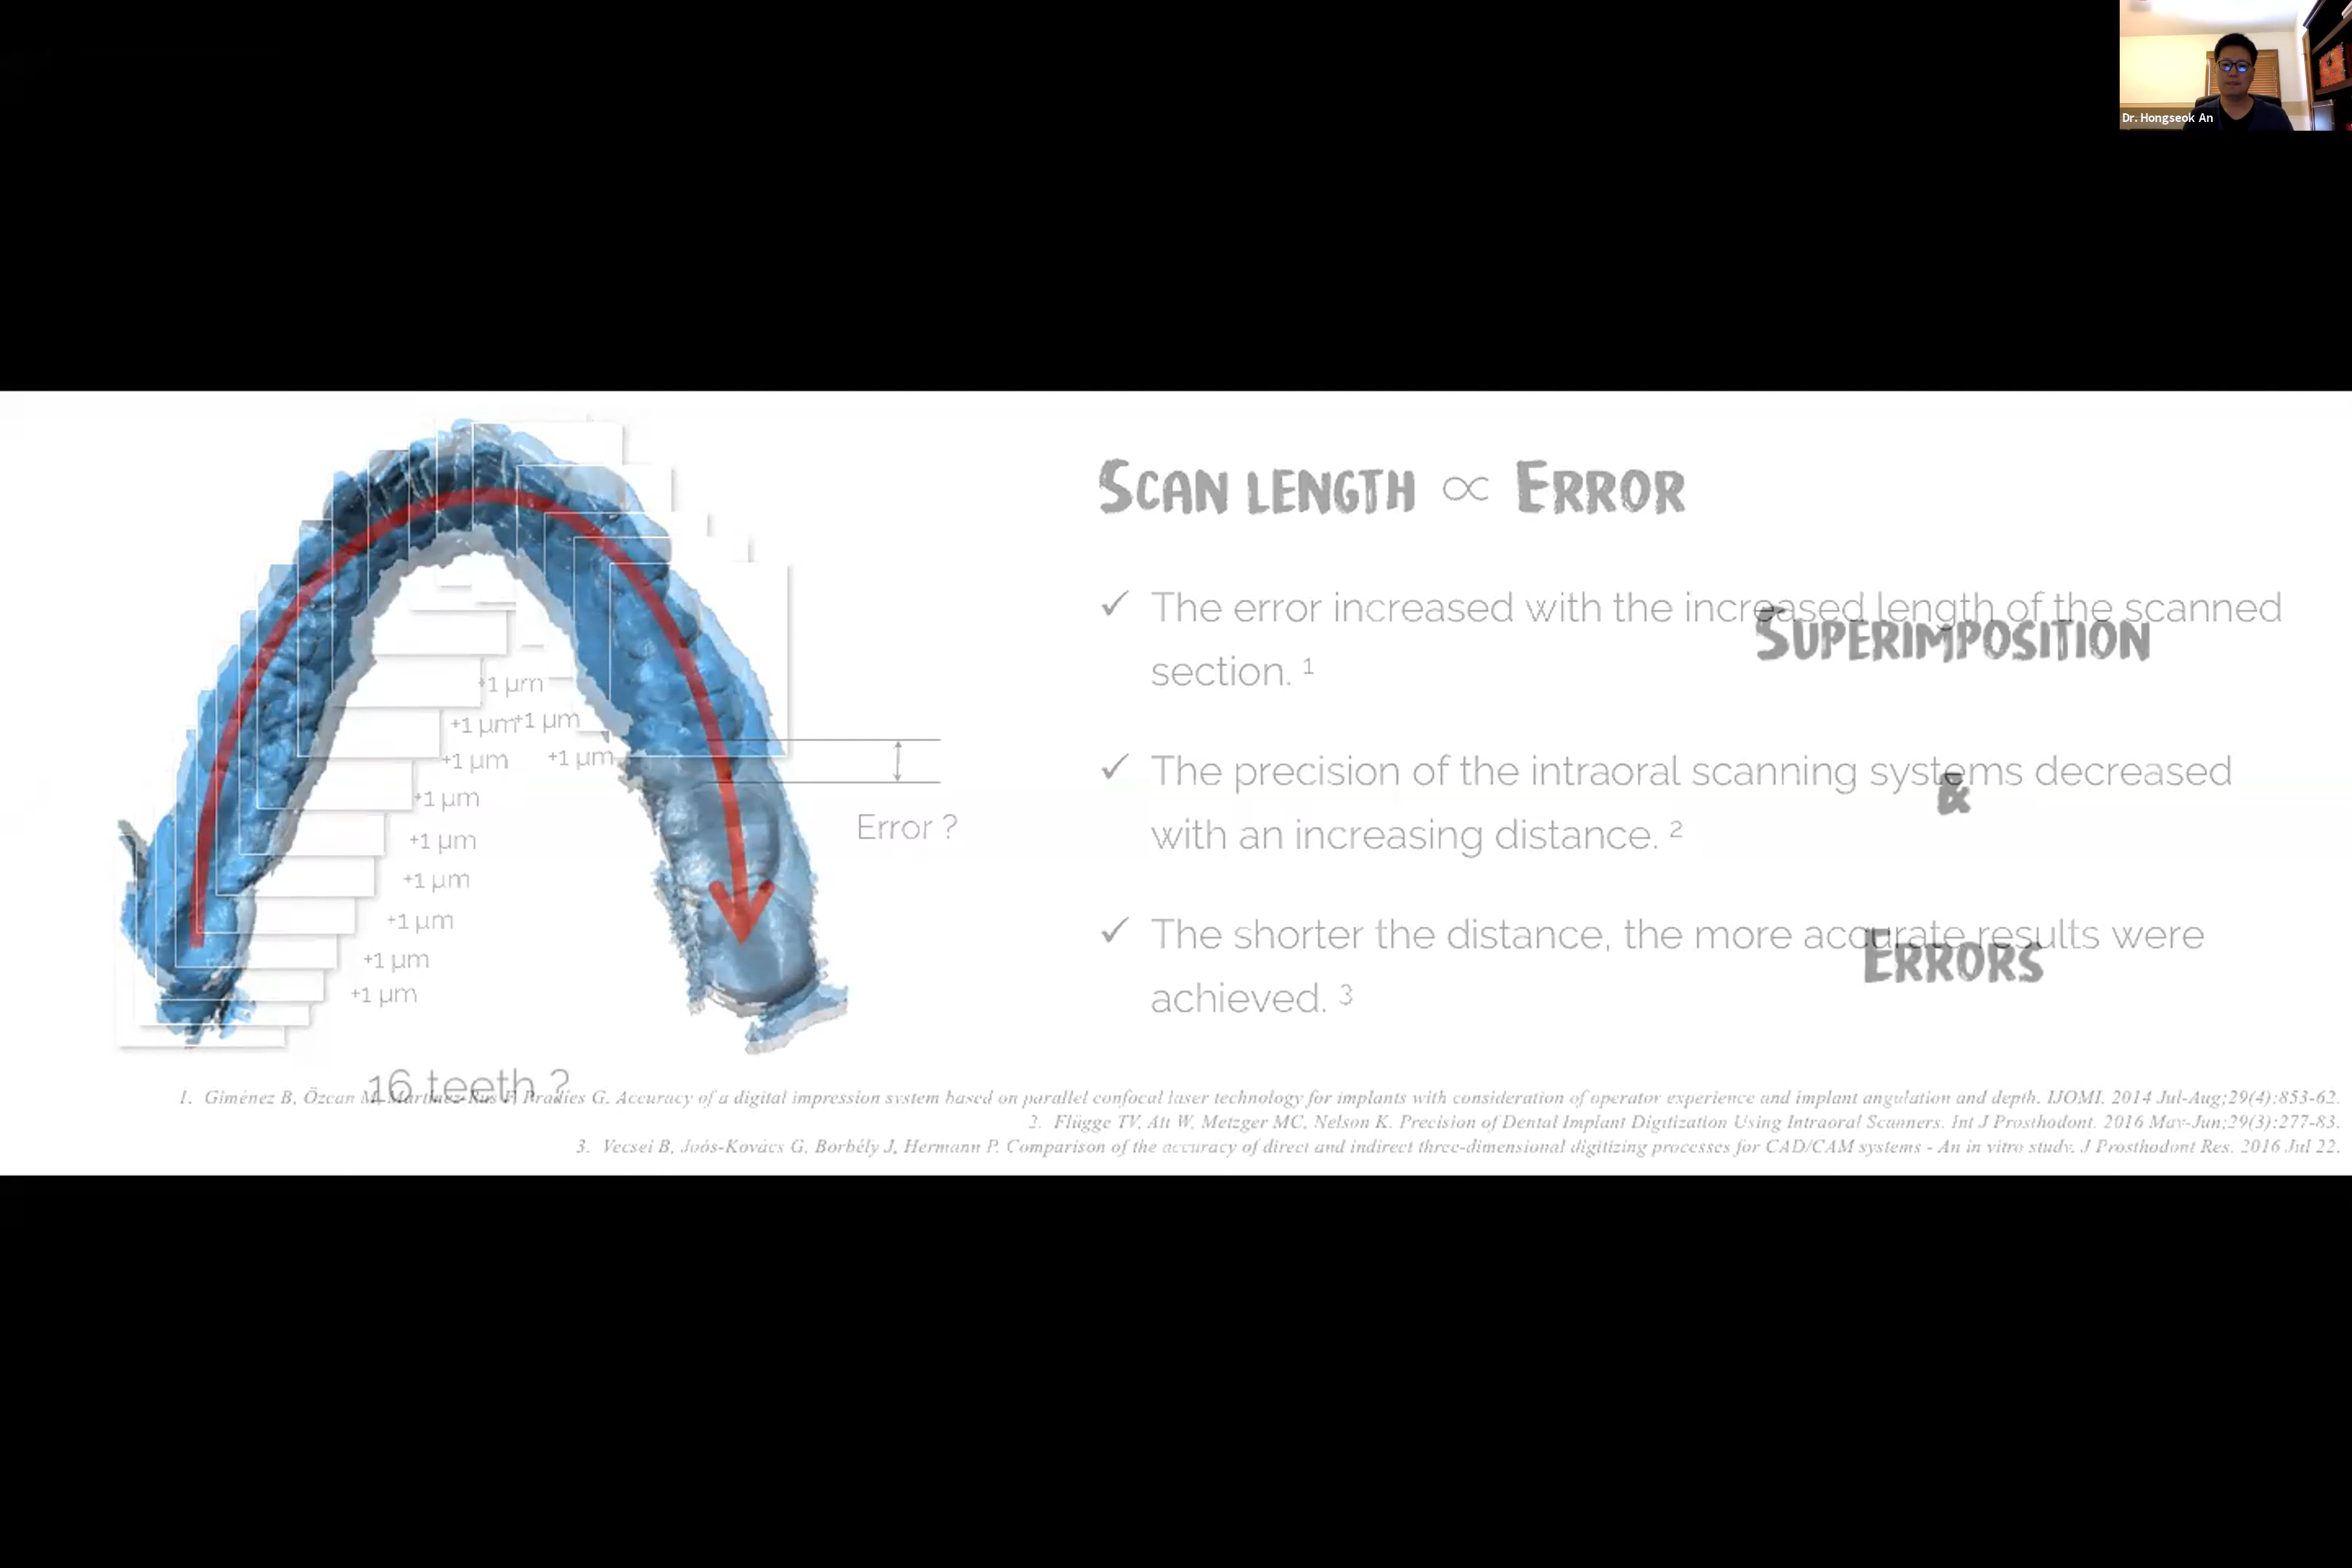 Dr. Hongseok An
SCAN LENGTH ∝ ERROR
✓ The error increased with the increased length of the scanned
section. 1
SUPERIMPOSITION
&
ERRORS
✓ The precision of the intraoral scanning systems decreased
with an increasing distance. 2
✓ The shorter the distance, the more accurate results were
achieved. 3
+1 µm
+1 µm
+1 µm
+1 µm
+1 µm
+1 µm
+1 µm
+1 µm
+1 µm
+1 µm
+1 µm
Error ?
16 teeth ?
1. Giménez B, Özcan M, Martínez-Rus F, Pradíes G. Accuracy of a digital impression system based on parallel confocal laser technology for implants with consideration of operator experience and implant angulation and depth. IJOMI. 2014 Jul-Aug;29(4):853-62.
2. Flügge TV, Att W, Metzger MC, Nelson K. Precision of Dental Implant Digitization Using Intraoral Scanners. Int J Prosthodont. 2016 May-Jun;29(3):277-83.
3. Vecsei B, Joós-Kovács G, Borbély J, Hermann P. Comparison of the accuracy of direct and indirect three-dimensional digitizing processes for CAD/CAM systems - An in vitro study. J Prosthodont Res. 2016 Jul 22.